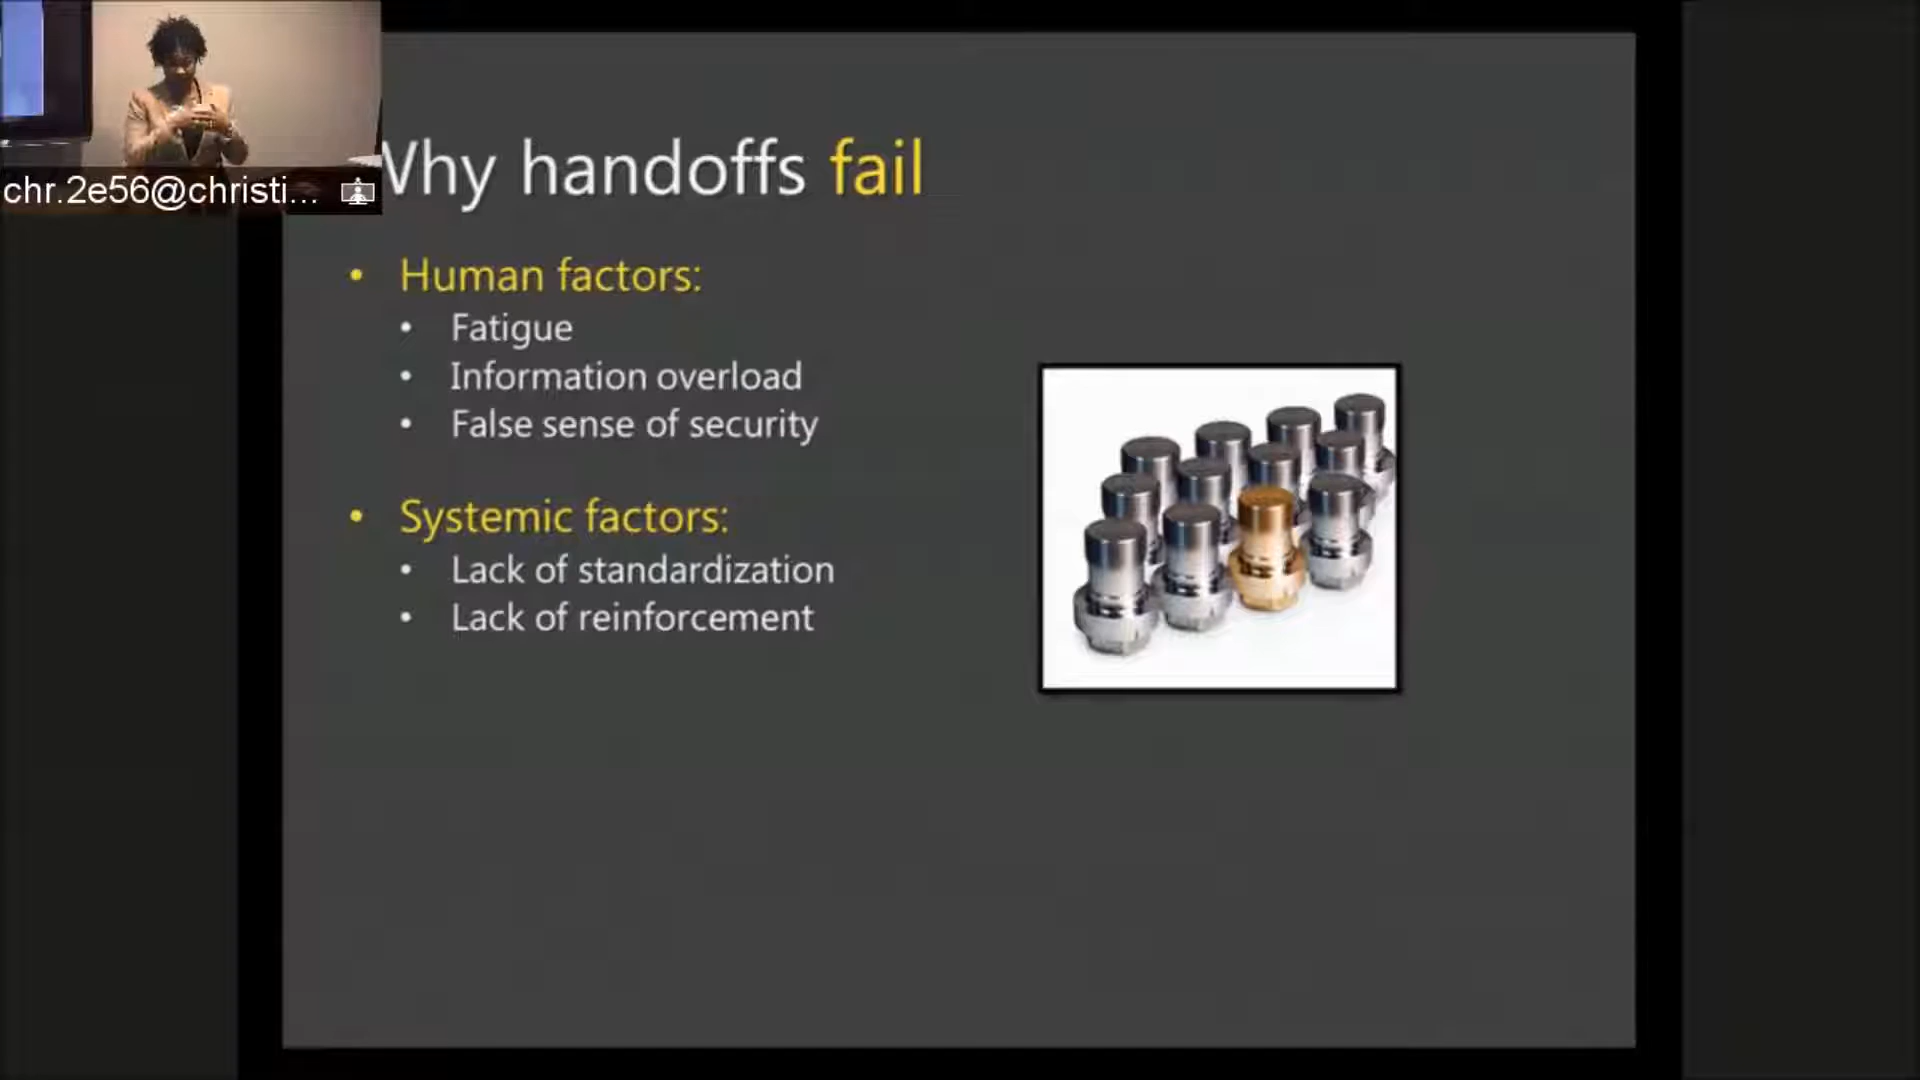 chr.2e56@christi...
Why handoffs fail
• Human factors:
• Fatigue
• Information overload
• False sense of security
• Systemic factors:
• Lack of standardization
• Lack of reinforcement